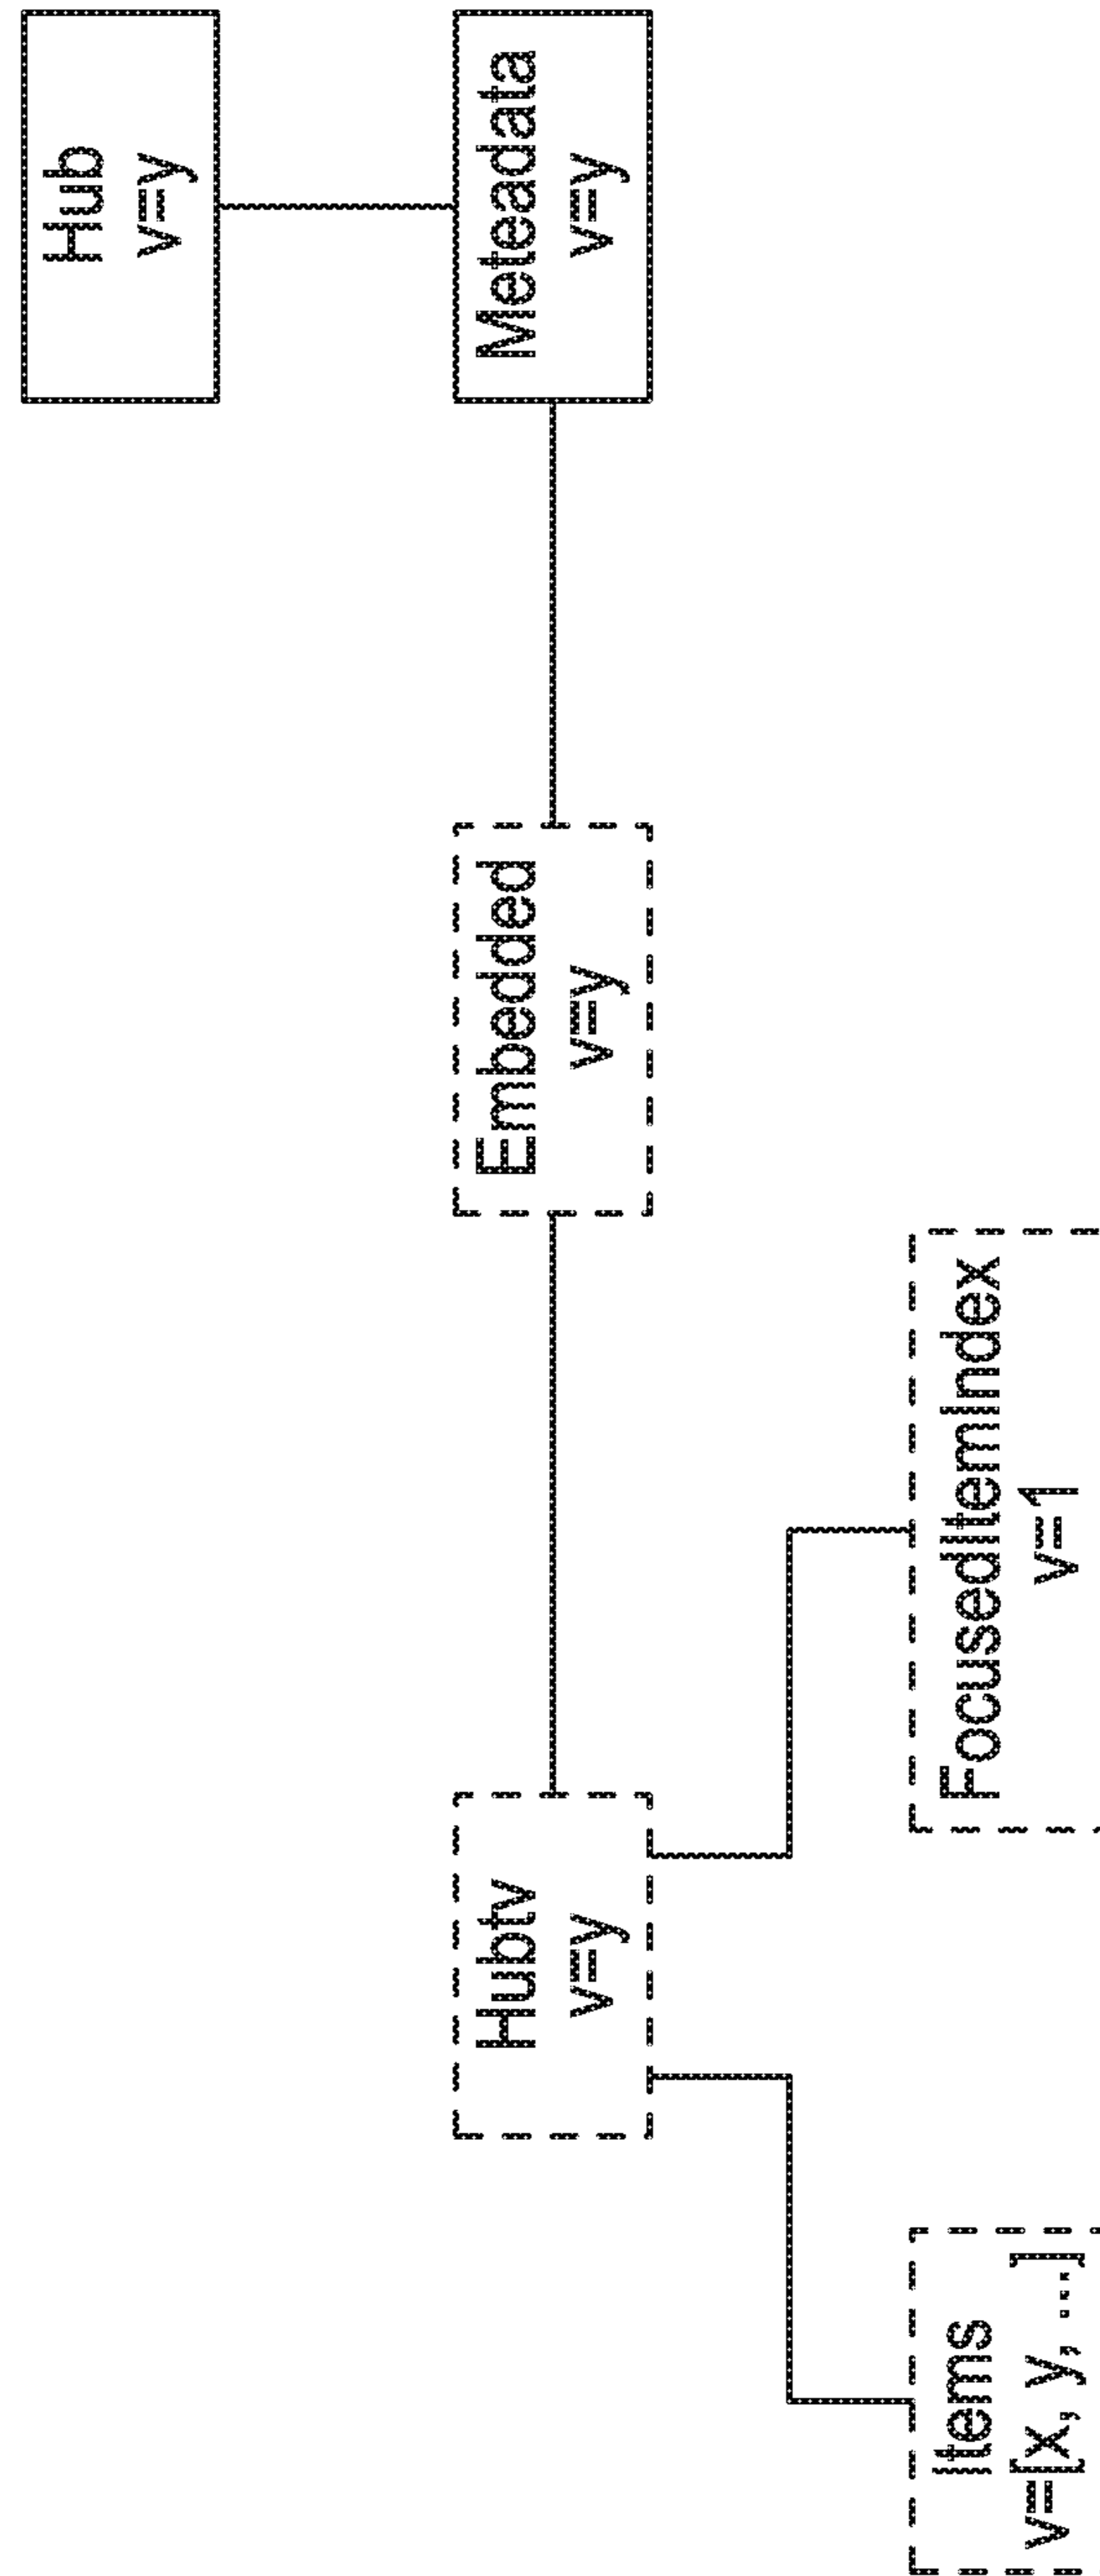 Hub
v=y
Hubtv
v=y
Embedded
v=y
Meteadata
v=y
Items
v=[x, y, ...]
FocusedItemIndex
v=1